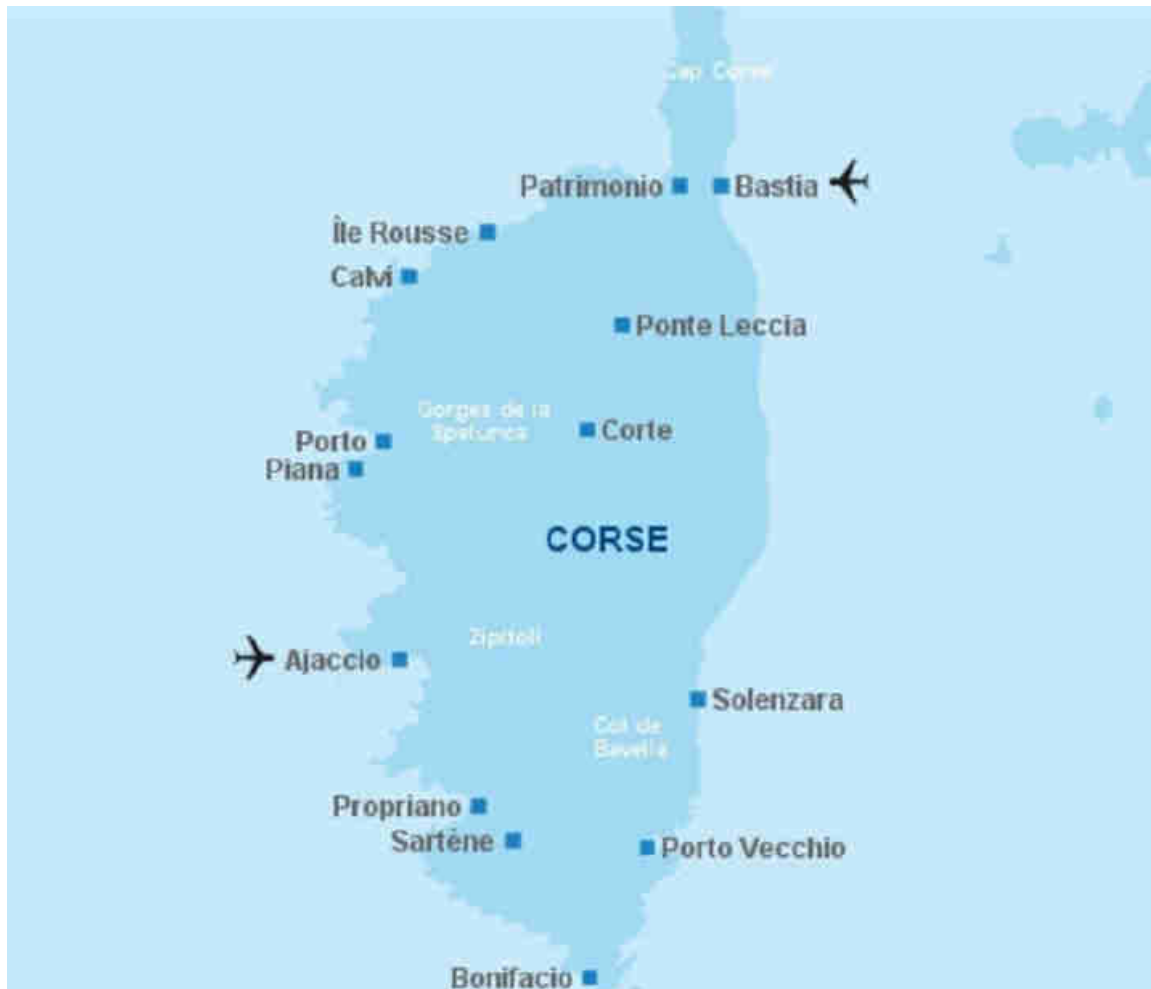 Cap Corse
Patrimonio
Bastia
Île Rousse
Calvi
Ponte Leccia
Gorges de la
Spelunca
Corte
Porto
Piana
CORSE
Ajaccio
Solenzara
Col de
Bavella
Propriano
Sartène
Porto Vecchio
Bonifacio